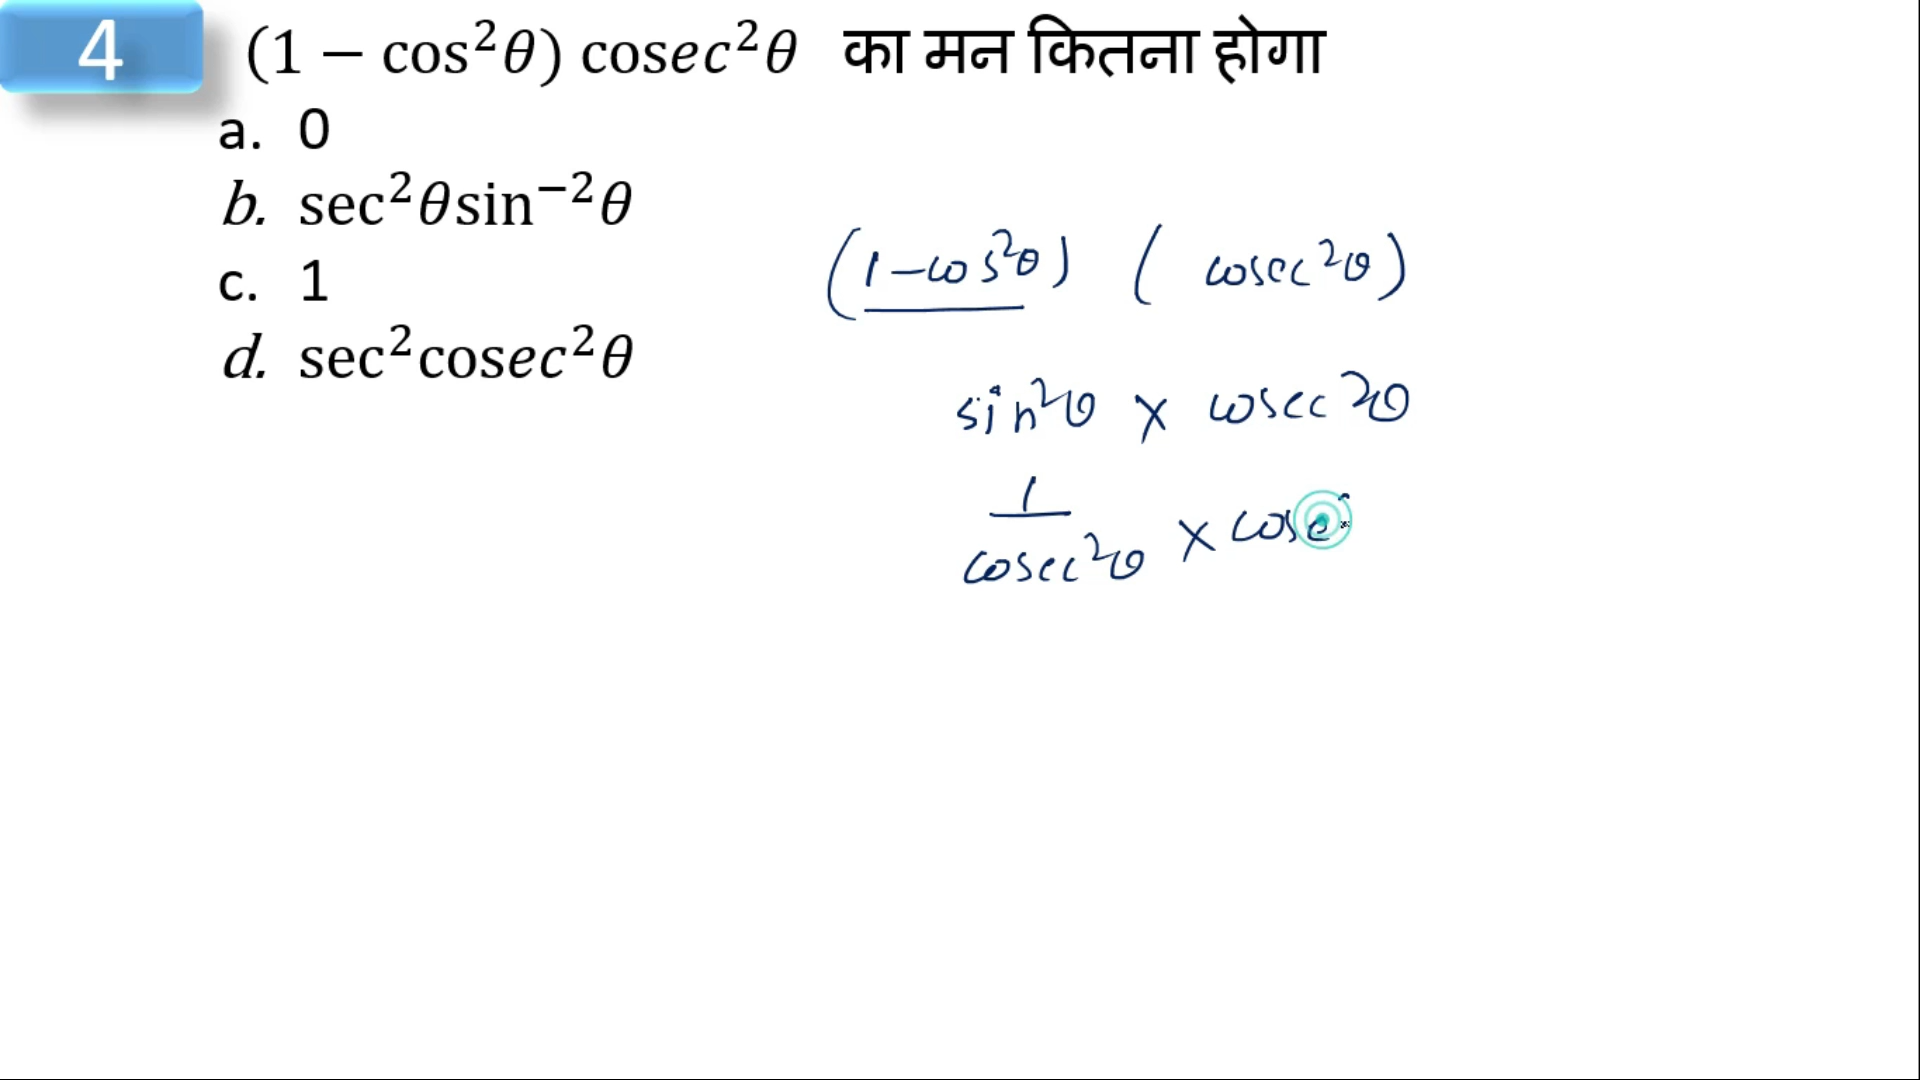 4 (1 − cos²θ) cosec²θ का मन कितना होगा
a. 0
b. sec²θsin⁻²θ
c. 1
d. sec²cosec²θ
(1-cos²θ) ( cosec²θ)
sin²θ × cosec²θ
1
cosec²θ × cose